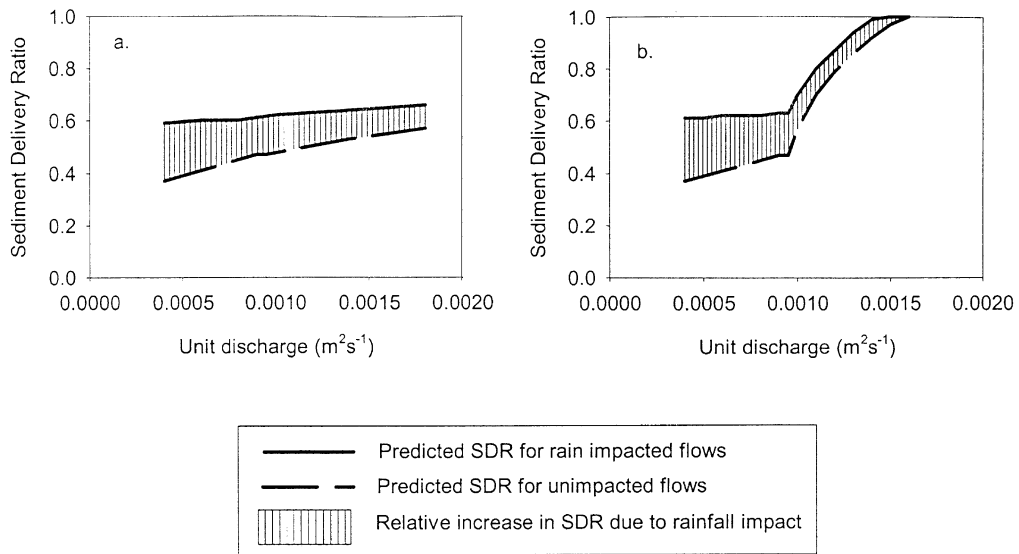 a.
Sediment Delivery Ratio
1.0
0.8
0.6
0.4
0.2
0.0
0.0000 0.0005 0.0010 0.0015 0.0020
Unit discharge (m²s⁻¹)
b.
Sediment Delivery Ratio
1.0
0.8
0.6
0.4
0.2
0.0
0.0000 0.0005 0.0010 0.0015 0.0020
Unit discharge (m²s⁻¹)
Predicted SDR for rain impacted flows
Predicted SDR for unimpacted flows
Relative increase in SDR due to rainfall impact